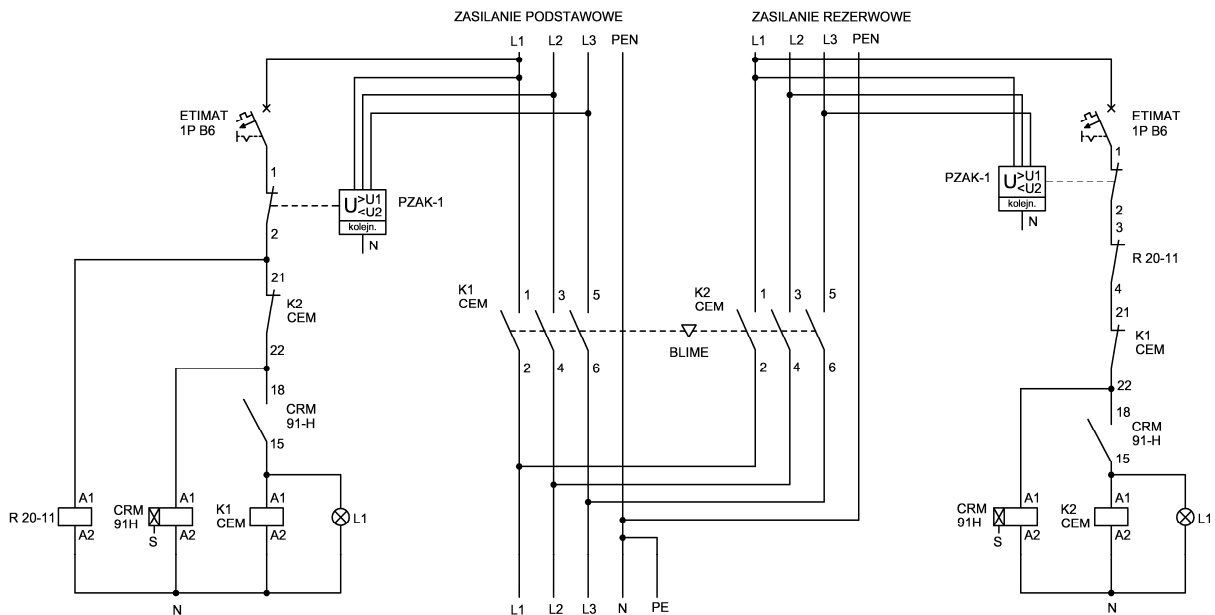 ZASILANIE PODSTAWOWE
ZASILANIE REZERWOWE
L1 L2 L3 PEN
L1 L2 L3 PEN
ETIMAT
1P B6
1
2
U >U1
<U2
kolejn.
N
PZAK-1
21
K2
CEM
22
18
CRM
91-H
15
R 20-11
A1
A2
CRM
91H
S
A1
A2
K1
CEM
A1
A2
L1
N
K1
CEM
1 3 5
2 4 6
BLIME
K2
CEM
1 3 5
2 4 6
L1 L2 L3 N PE
PZAK-1
U >U1
<U2
kolejn.
N
ETIMAT
1P B6
1
2
3
R 20-11
4
21
K1
CEM
22
18
CRM
91-H
15
CRM
91H
S
A1
A2
K2
CEM
A1
A2
L1
N